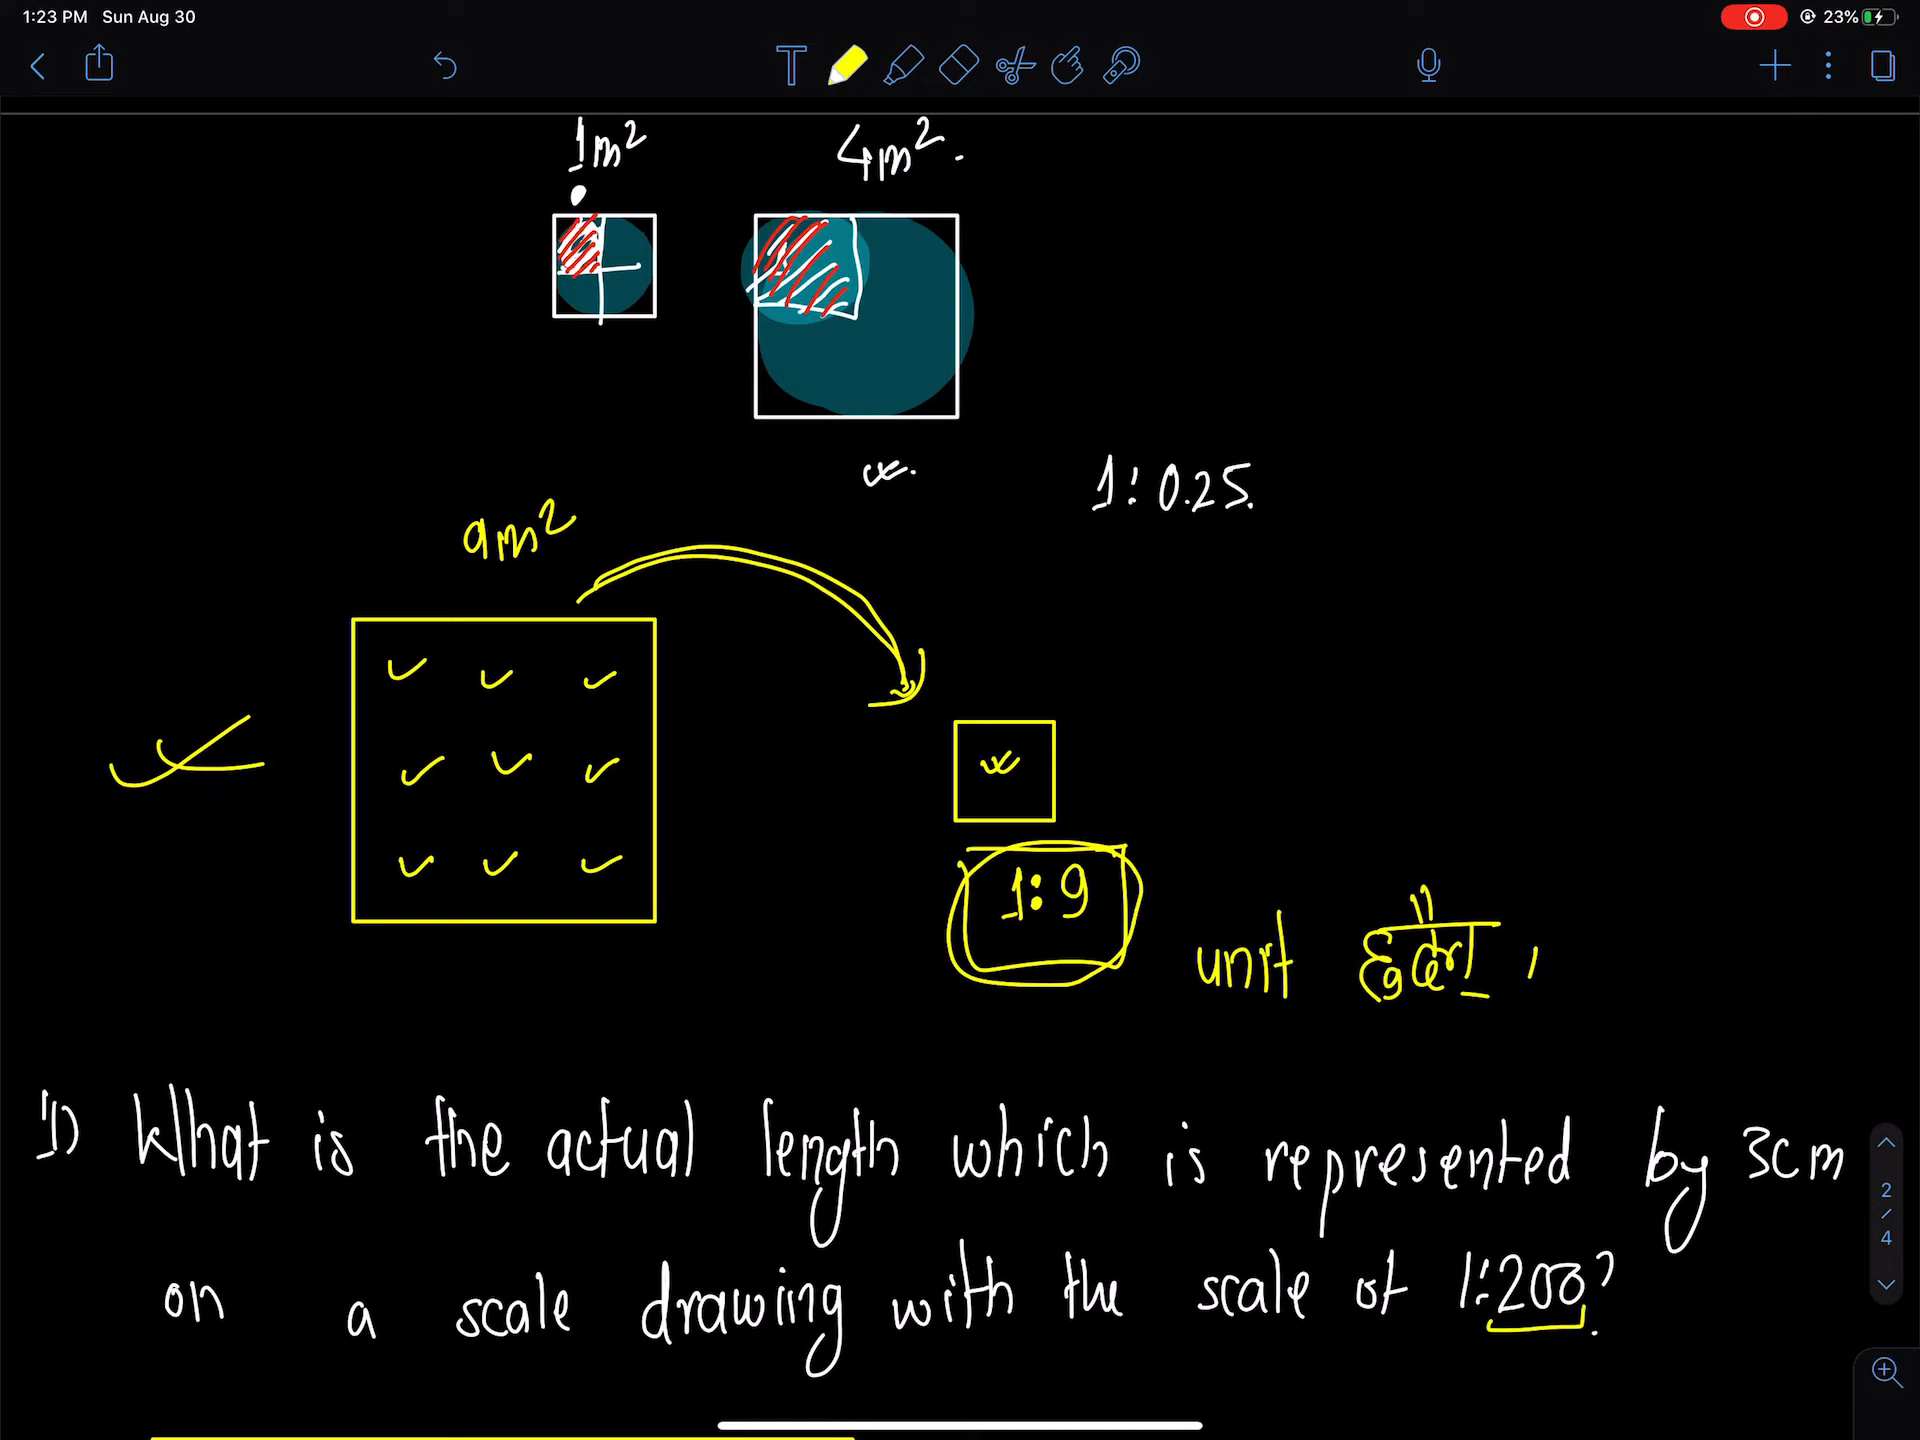 1:23 PM Sun Aug 30
23%
1m²
4m².
1:0.25.
9m²
1:9
unit
1) What is the actual length which is represented by 3cm
on a scale drawing with the scale of 1:200?
2
/
4